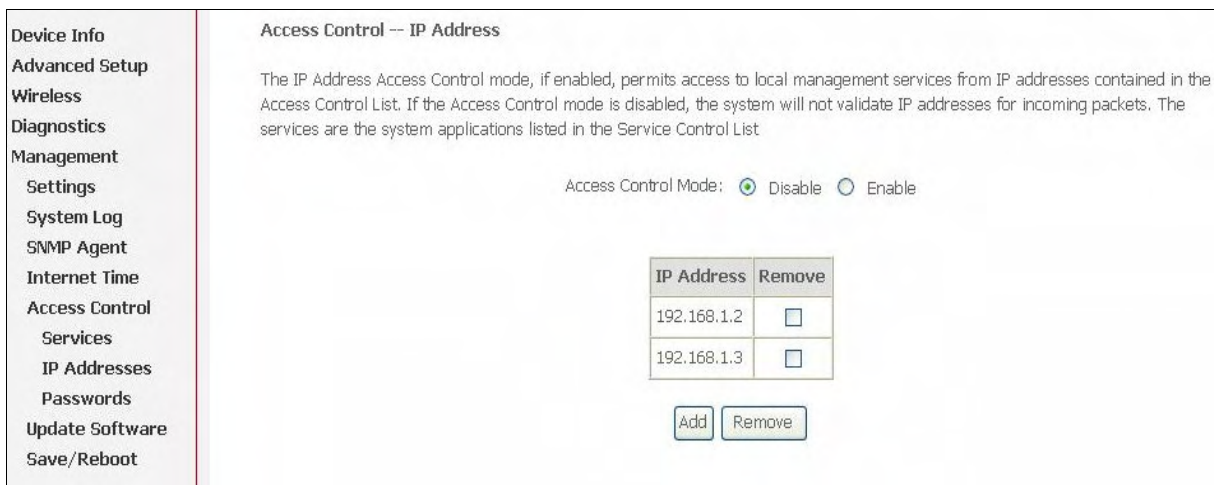 Device Info
Advanced Setup
Wireless
Diagnostics
Management
Settings
System Log
SNMP Agent
Internet Time
Access Control
Services
IP Addresses
Passwords
Update Software
Save/Reboot
Access Control -- IP Address
The IP Address Access Control mode, if enabled, permits access to local management services from IP addresses contained in the
Access Control List. If the Access Control mode is disabled, the system will not validate IP addresses for incoming packets. The
services are the system applications listed in the Service Control List
Access Control Mode: Disable Enable
IP Address Remove
192.168.1.2
192.168.1.3
Add Remove